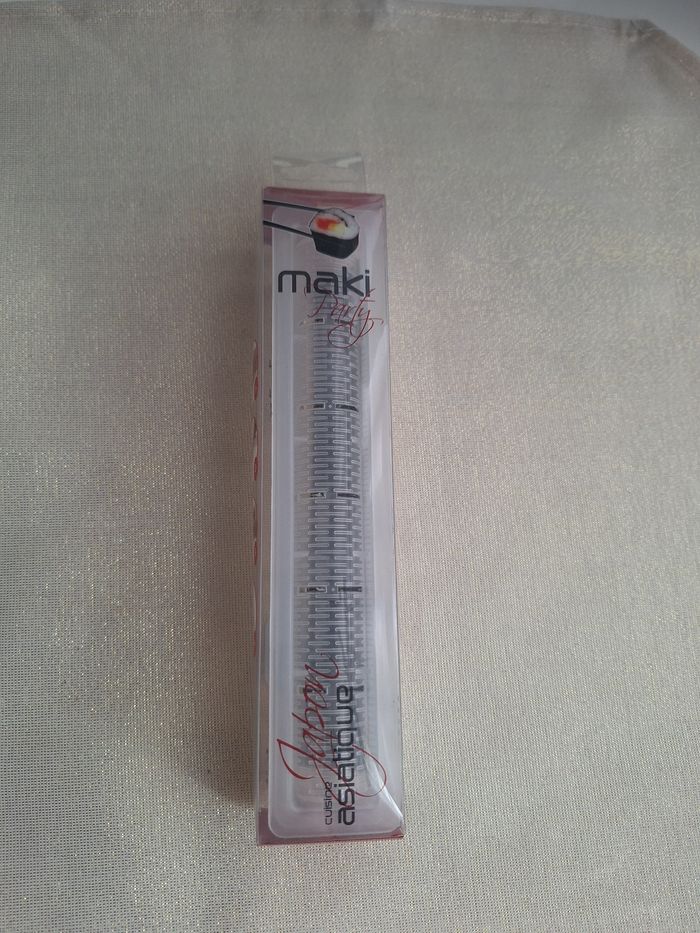 maki
Party
Japon
cuisine
asiatique